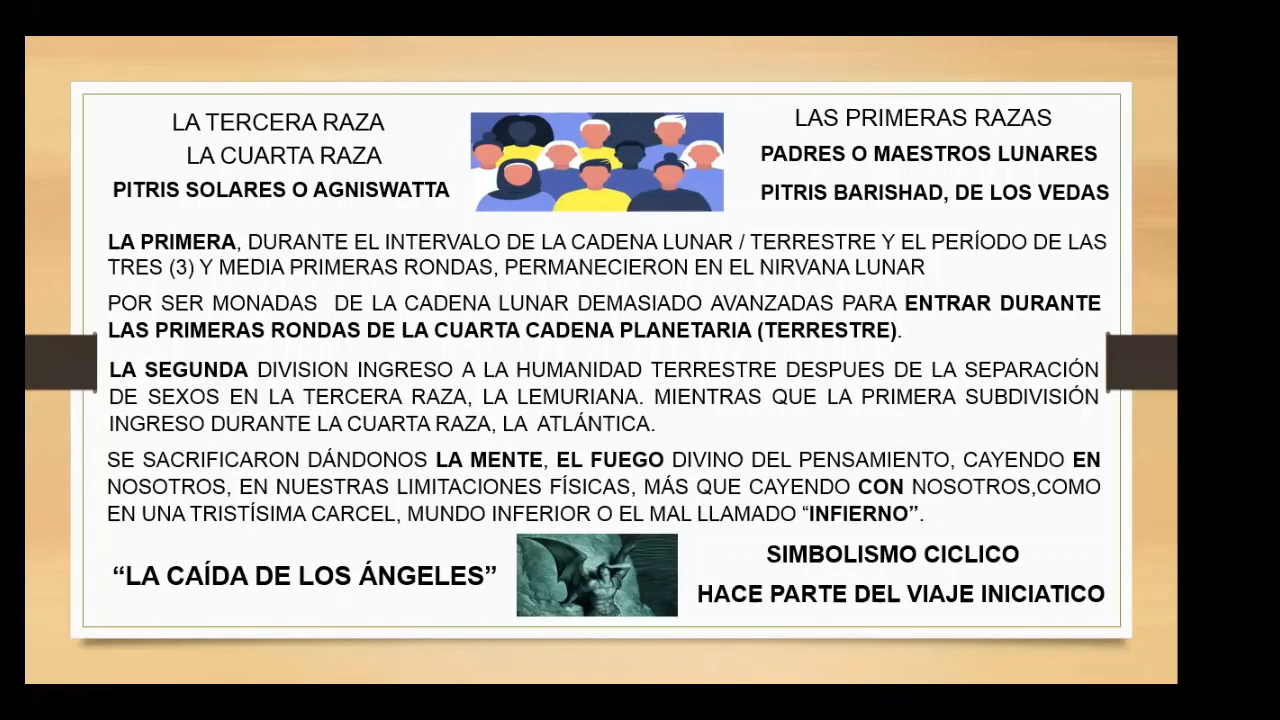 LA TERCERA RAZA
LA CUARTA RAZA
PITRIS SOLARES O AGNISWATTA
LAS PRIMERAS RAZAS
PADRES O MAESTROS LUNARES
PITRIS BARISHAD, DE LOS VEDAS
LA PRIMERA, DURANTE EL INTERVALO DE LA CADENA LUNAR / TERRESTRE Y EL PERÍODO DE LAS
TRES (3) Y MEDIA PRIMERAS RONDAS, PERMANECIERON EN EL NIRVANA LUNAR
POR SER MONADAS DE LA CADENA LUNAR DEMASIADO AVANZADAS PARA ENTRAR DURANTE
LAS PRIMERAS RONDAS DE LA CUARTA CADENA PLANETARIA (TERRESTRE).
LA SEGUNDA DIVISION INGRESO A LA HUMANIDAD TERRESTRE DESPUES DE LA SEPARACIÓN
DE SEXOS EN LA TERCERA RAZA, LA LEMURIANA. MIENTRAS QUE LA PRIMERA SUBDIVISIÓN
INGRESO DURANTE LA CUARTA RAZA, LA ATLÁNTICA.
SE SACRIFICARON DÁNDONOS LA MENTE, EL FUEGO DIVINO DEL PENSAMIENTO, CAYENDO EN
NOSOTROS, EN NUESTRAS LIMITACIONES FÍSICAS, MÁS QUE CAYENDO CON NOSOTROS,COMO
EN UNA TRISTÍSIMA CARCEL, MUNDO INFERIOR O EL MAL LLAMADO “INFIERNO”.
“LA CAÍDA DE LOS ÁNGELES”
SIMBOLISMO CICLICO
HACE PARTE DEL VIAJE INICIATICO